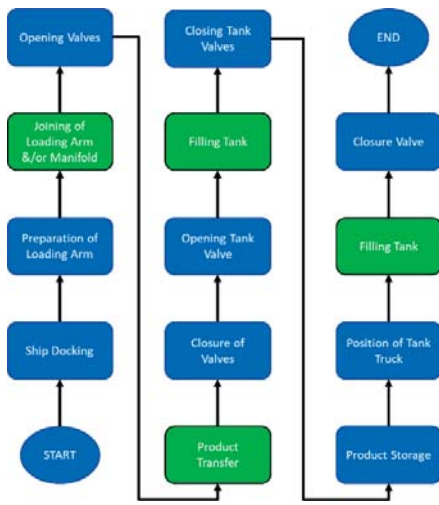 Opening Valves
Joining of
Loading Arm
&/or Manifold
Preparation of
Loading Arm
Ship Docking
START
Closing Tank
Valves
Filling Tank
Opening Tank
Valve
Closure of
Valves
Product
Transfer
END
Closure Valve
Filling Tank
Position of Tank
Truck
Product Storage